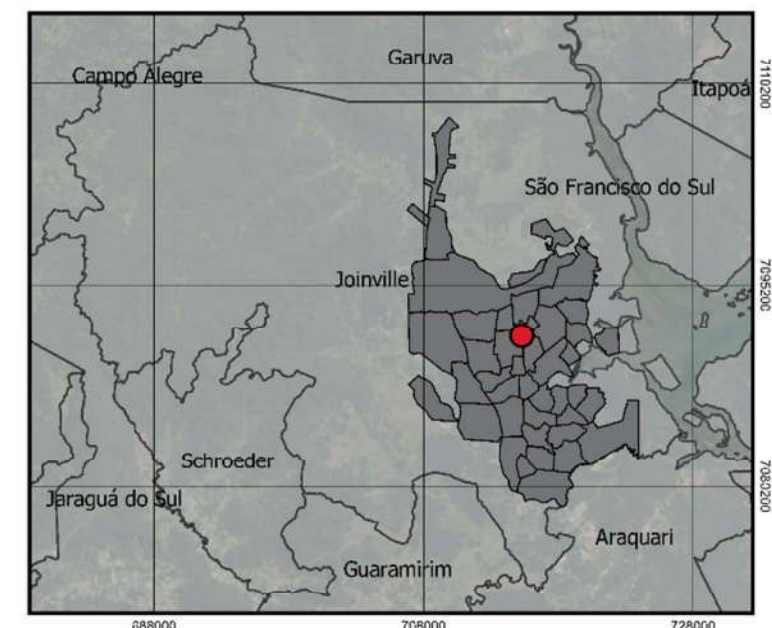 Garuva
Campo Alegre
7110200
Itapoá
São Francisco do Sul
Joinville
7095200
Schroeder
Jaraguá do Sul
7080200
Araquari
Guaramirim
688000
708000
728000